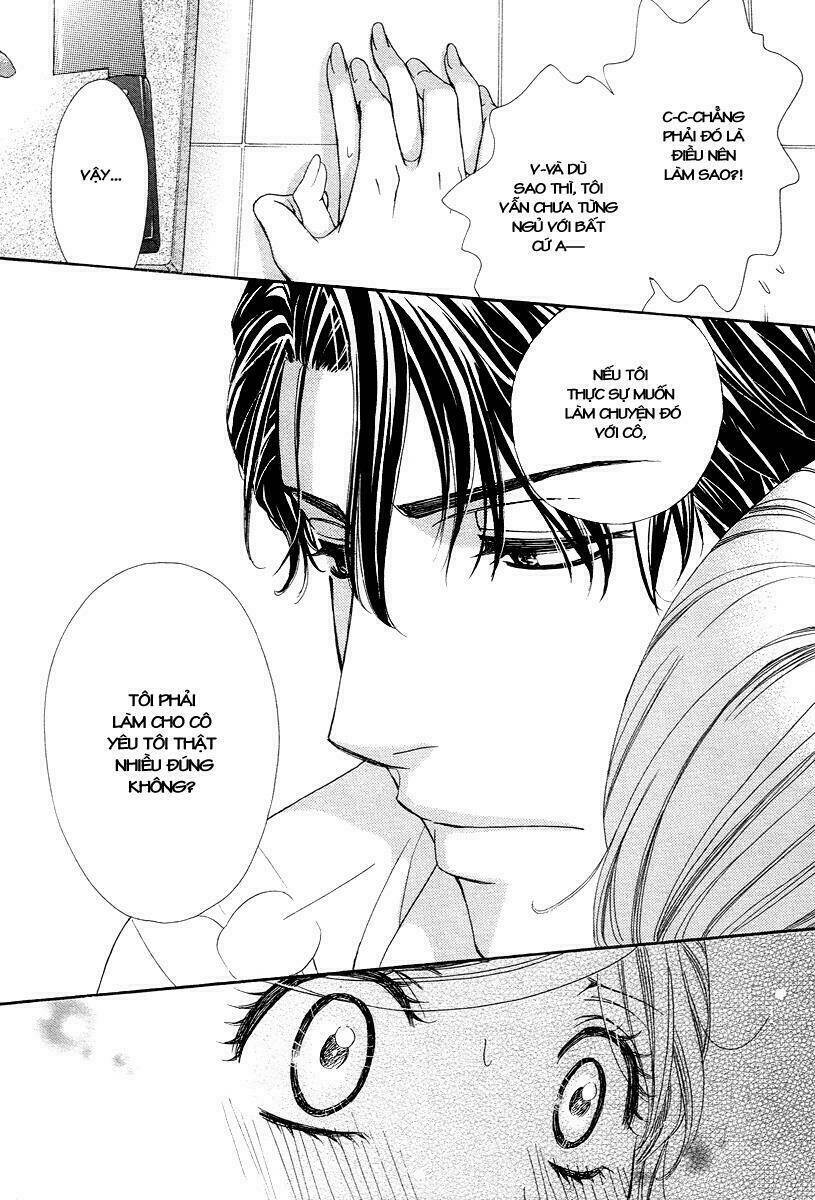 C-C-CHẲNG
PHẢI ĐÓ LÀ
ĐIỀU NÊN
LÀM SAO?!
V-VÀ DÙ
SAO THÌ, TÔI
VẪN CHƯA TỪNG
NGỦ VỚI BẤT
CỨ A—
VẬY...
NẾU TÔI
THỰC SỰ MUỐN
LÀM CHUYỆN ĐÓ
VỚI CÔ,
TÔI PHẢI
LÀM CHO CÔ
YÊU TÔI THẬT
NHIỀU ĐÚNG
KHÔNG?